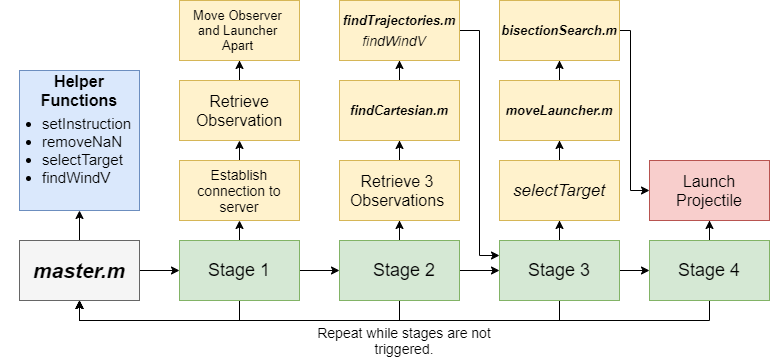 Helper
Functions
• setInstruction
• removeNaN
• selectTarget
• findWindV
master.m
Move Observer
and Launcher
Apart
Retrieve
Observation
Establish
connection to
server
Stage 1
findTrajectories.m
findWindV
findCartesian.m
Retrieve 3
Observations
Stage 2
bisectionSearch.m
moveLauncher.m
selectTarget
Stage 3
Launch
Projectile
Stage 4
Repeat while stages are not
triggered.